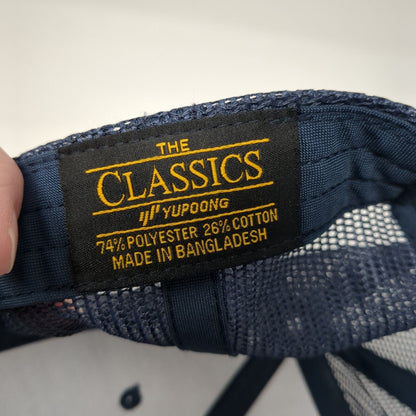 THE
CLASSICS
YUPOONG
74% POLYESTER 26% COTTON
MADE IN BANGLADESH